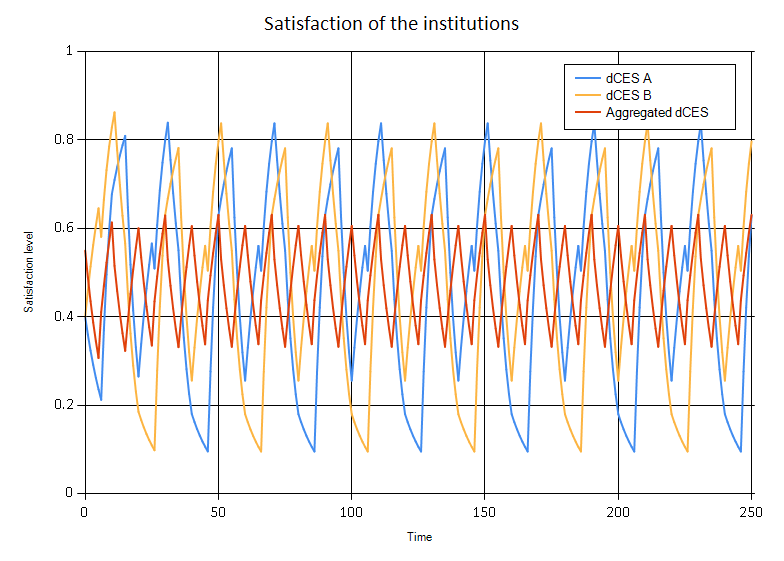 Satisfaction of the institutions
1
dCES A
dCES B
Aggregated dCES
0.8
0.6
Satisfaction level
0.4
0.2
0
0 50 100 150 200 250
Time